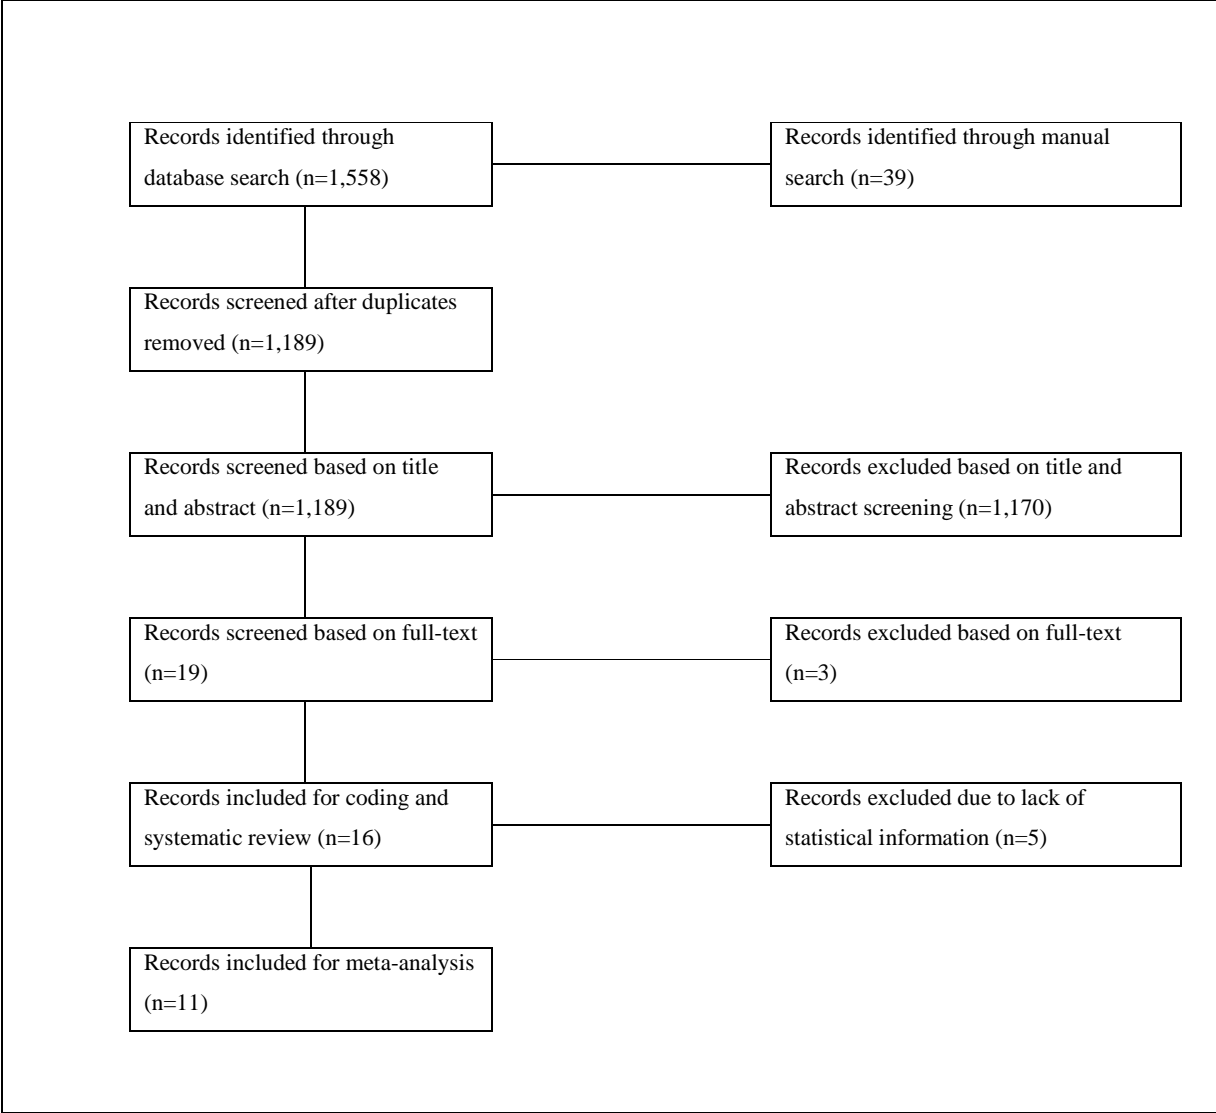 Records identified through
database search (n=1,558)
Records identified through manual
search (n=39)
Records screened after duplicates
removed (n=1,189)
Records screened based on title
and abstract (n=1,189)
Records excluded based on title and
abstract screening (n=1,170)
Records screened based on full-text
(n=19)
Records excluded based on full-text
(n=3)
Records included for coding and
systematic review (n=16)
Records excluded due to lack of
statistical information (n=5)
Records included for meta-analysis
(n=11)